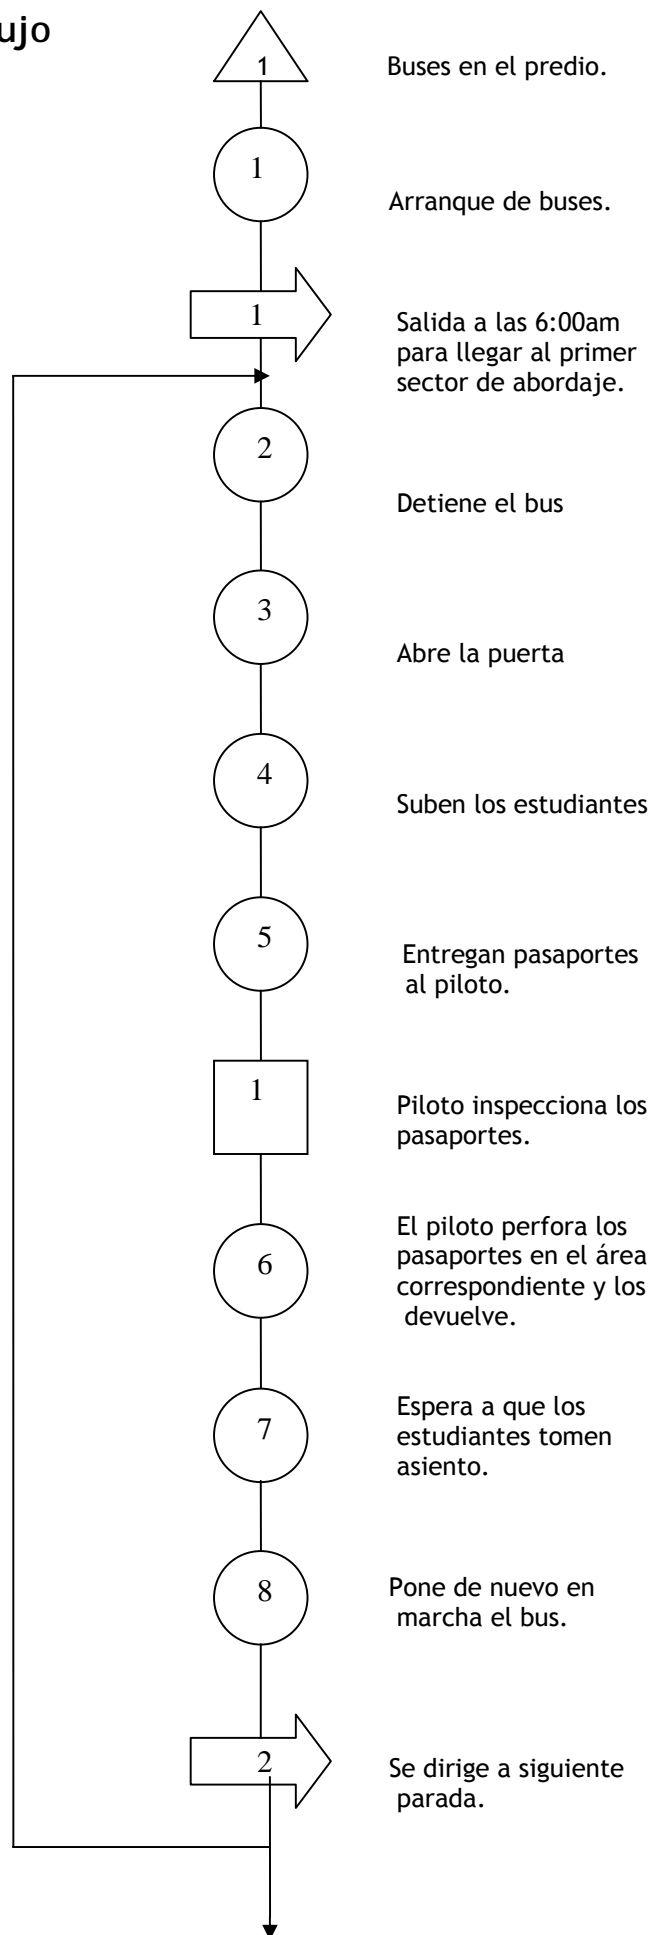 ujo
1
Buses en el predio.
1
Arranque de buses.
1
Salida a las 6:00am
para llegar al primer
sector de abordaje.
2
Detiene el bus
3
Abre la puerta
4
Suben los estudiantes
5
Entregan pasaportes
al piloto.
1
Piloto inspecciona los
pasaportes.
6
El piloto perfora los
pasaportes en el área
correspondiente y los
devuelve.
7
Espera a que los
estudiantes tomen
asiento.
8
Pone de nuevo en
marcha el bus.
2
Se dirige a siguiente
parada.